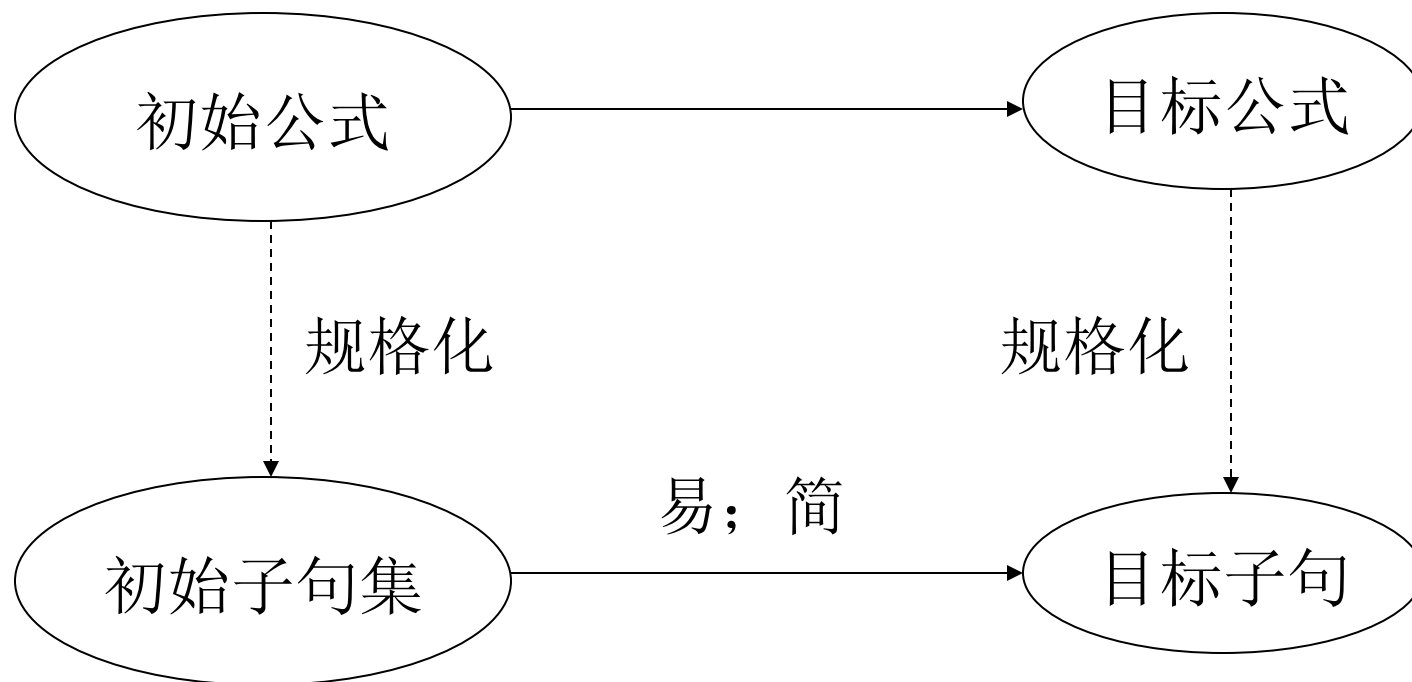 初始公式
目标公式
规格化
规格化
易；简
初始子句集
目标子句